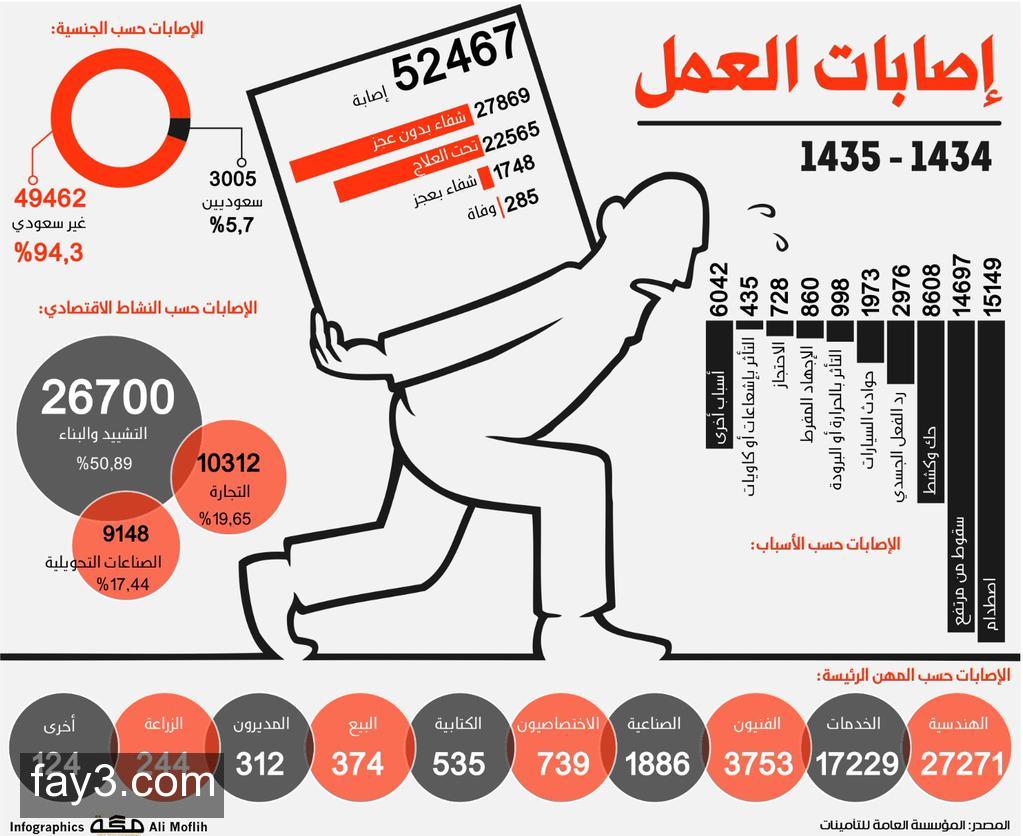 إصابات العمل
1434 - 1435
52467
إصابة
27869 شفاء بدون عجز
22565 تحت العلاج
1748 شفاء بعجز
285 وفاة
الإصابات حسب الجنسية:
3005
سعوديين
%5,7
49462
غير سعودي
%94,3
الإصابات حسب النشاط الاقتصادي:
26700
التشييد والبناء
%50,89
10312
التجارة
%19,65
9148
الصناعات التحويلية
%17,44
الإصابات حسب الأسباب:
15149 اصطدام
14697 سقوط من مرتفع
8608 حك وكشط
2976 رد الفعل الجسدي
1973 حوادث السيارات
998 التأثر بالحرارة أو البرودة
860 الإجهاد المفرط
728 الاحتجاز
435 التأثر بإشعاعات أو كاويات
6042 أسباب أخرى
الإصابات حسب المهن الرئيسة:
الهندسية
27271
الخدمات
17229
الفنيون
3753
الصناعية
1886
الاختصاصيون
739
الكتابية
535
البيع
374
المديرون
312
الزراعة
244
أخرى
124
fay3.com
المصدر: المؤسسة العامة للتأمينات
Infographics مكة Ali Moflih